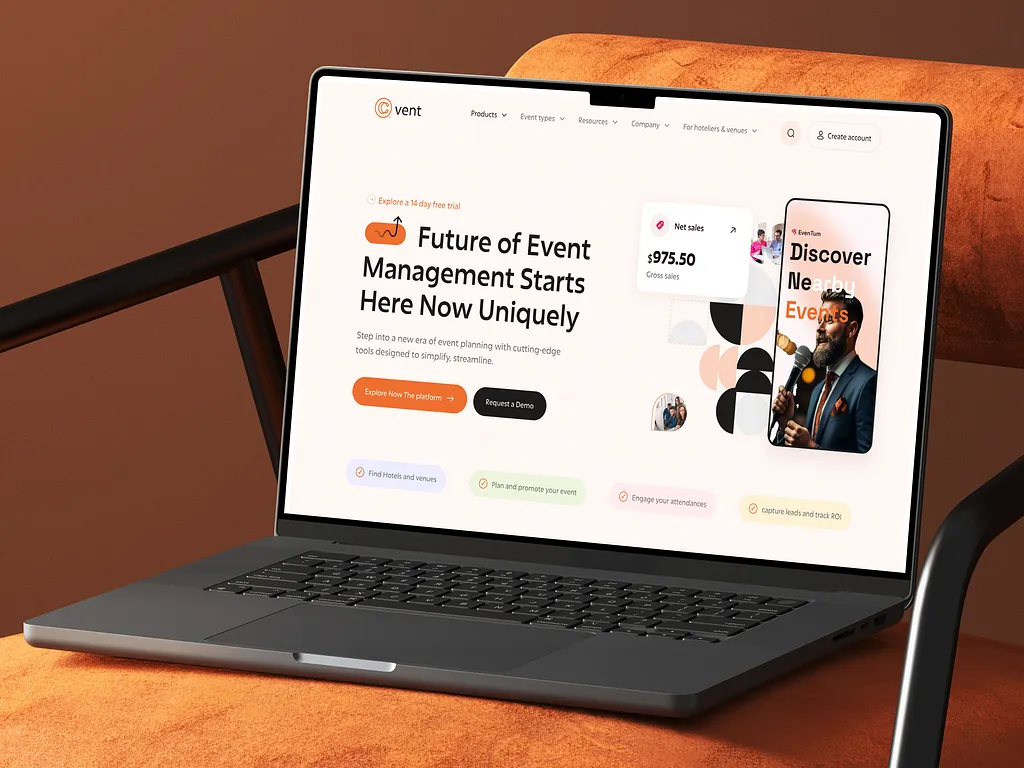 vent
Products
Event types
Resources
Company
For hoteliers & venues
Create account
Explore a 14 day free trial
Future of Event
Management Starts
Here Now Uniquely
Step into a new era of event planning with cutting-edge
tools designed to simplify, streamline.
Explore Now The platform
Request a Demo
Net sales
$975.50
Gross sales
EvenTum
Discover
Nearby
Events
Find Hotels and venues
Plan and promote your event
Engage your attendances
capture leads and track ROI